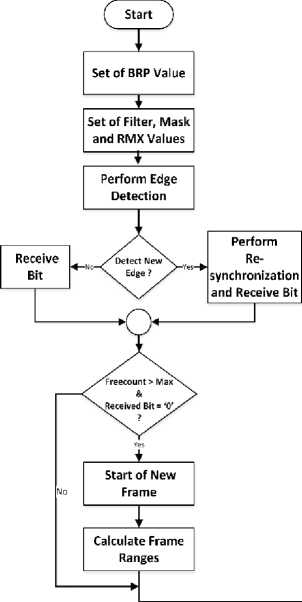 Start
Set of BRP Value
Set of Filter, Mask
and RMX Values
Perform Edge
Detection
Detect New
Edge ?
No
Yes
Receive
Bit
Perform
Re-
synchronization
and Receive Bit
Freecount > Max
&
Received Bit = '0'
?
Yes
No
Start of New
Frame
Calculate Frame
Ranges